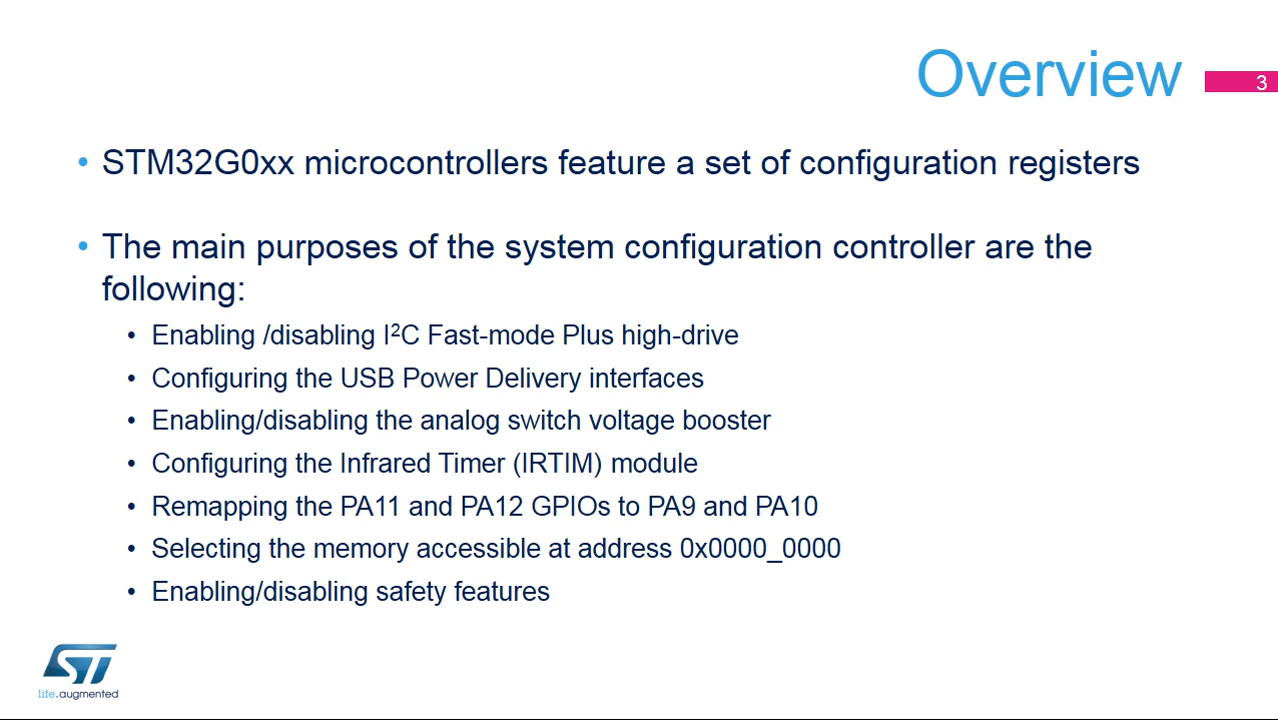 Overview
3
• STM32G0xx microcontrollers feature a set of configuration registers
• The main purposes of the system configuration controller are the
following:
• Enabling /disabling I²C Fast-mode Plus high-drive
• Configuring the USB Power Delivery interfaces
• Enabling/disabling the analog switch voltage booster
• Configuring the Infrared Timer (IRTIM) module
• Remapping the PA11 and PA12 GPIOs to PA9 and PA10
• Selecting the memory accessible at address 0x0000_0000
• Enabling/disabling safety features
ST
life.augmented